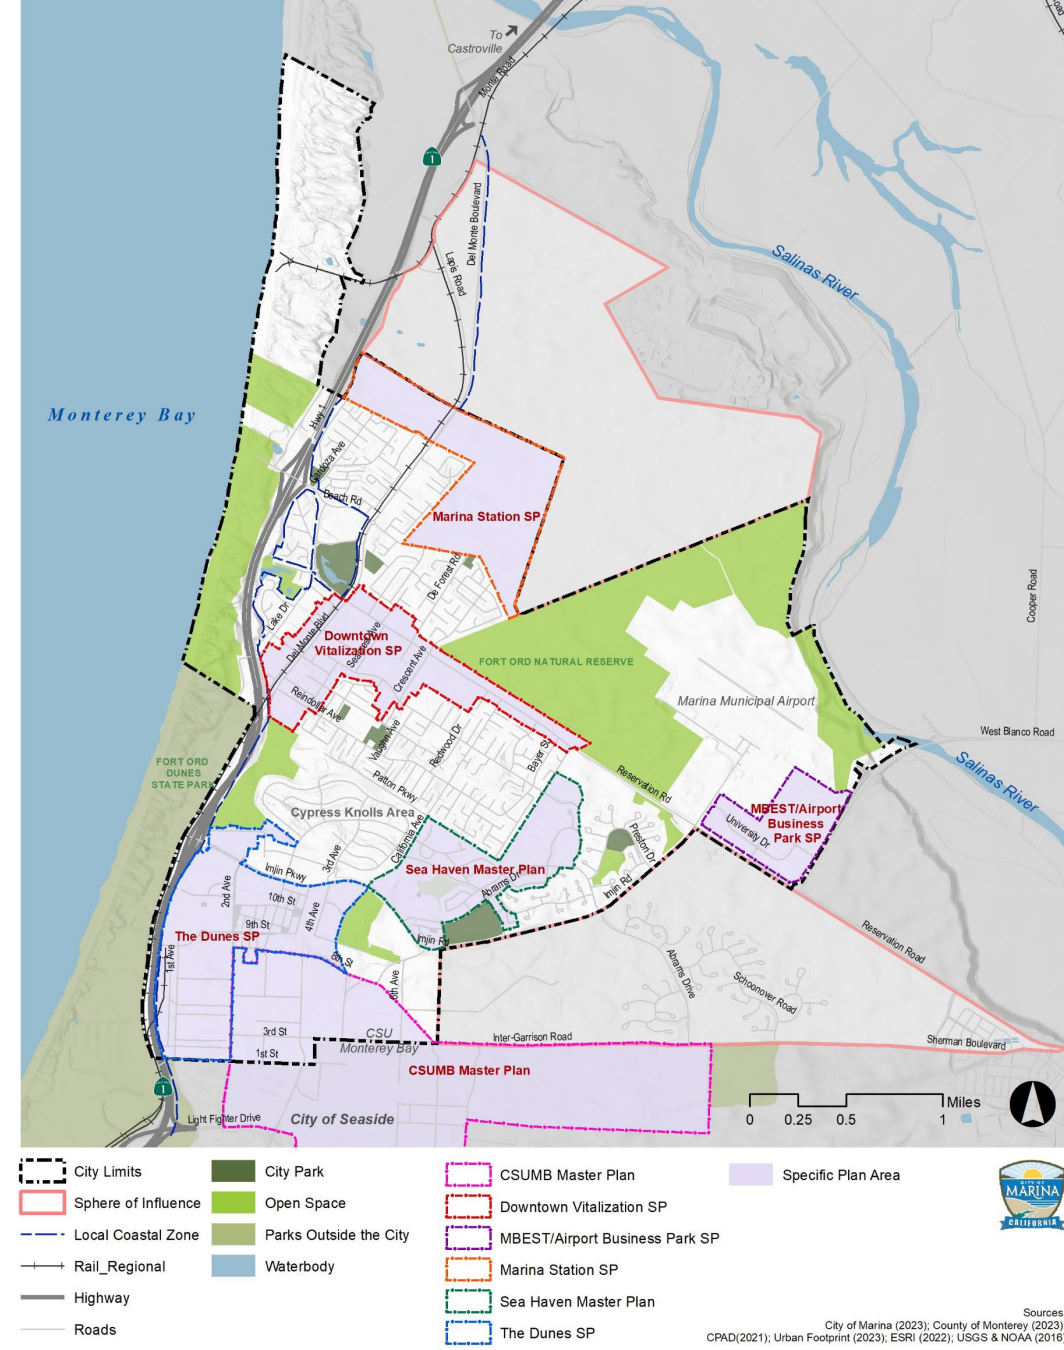 To
Castroville
Monte Road
1
Del Monte Boulevard
Lapis Road
Salinas River
Monterey Bay
Hwy 1
Cardoza Ave
Beach Rd
Marina Station SP
De Forest Rd
Cooper Road
Lake Dr
Del Monte Blvd
Downtown
Vitalization SP
Seacrest Ave
Crescent Ave
FORT ORD NATURAL RESERVE
Marina Municipal Airport
Reindollar Ave
Vaughn Ave
Redwood Dr
Bayer St
West Blanco Road
Salinas River
FORT ORD
DUNES
STATE PARK
Patton Pkwy
Reservation Rd
Cypress Knolls Area
California Ave
MBEST/Airport
Business
Park SP
University Dr
Preston Dr
3rd Ave
Imjin Pkwy
Sea Haven Master Plan
Abrams Dr
Imjin Rd
2nd Ave
10th St
4th Ave
9th St
The Dunes SP
Imjin Rd
8th St
1st Ave
6th Ave
Reservation Road
Abrams Drive
Schoonover Road
3rd St
1st St
CSU
Monterey Bay
Inter-Garrison Road
Sherman Boulevard
CSUMB Master Plan
1
Light Fighter Drive
City of Seaside
Miles
0 0.25 0.5 1
City Limits
Sphere of Influence
Local Coastal Zone
Rail_Regional
Highway
Roads
City Park
Open Space
Parks Outside the City
Waterbody
CSUMB Master Plan
Downtown Vitalization SP
MBEST/Airport Business Park SP
Marina Station SP
Sea Haven Master Plan
The Dunes SP
Specific Plan Area
CITY OF
MARINA
CALIFORNIA
Sources
City of Marina (2023); County of Monterey (2023)
CPAD(2021); Urban Footprint (2023); ESRI (2022); USGS & NOAA (2016)